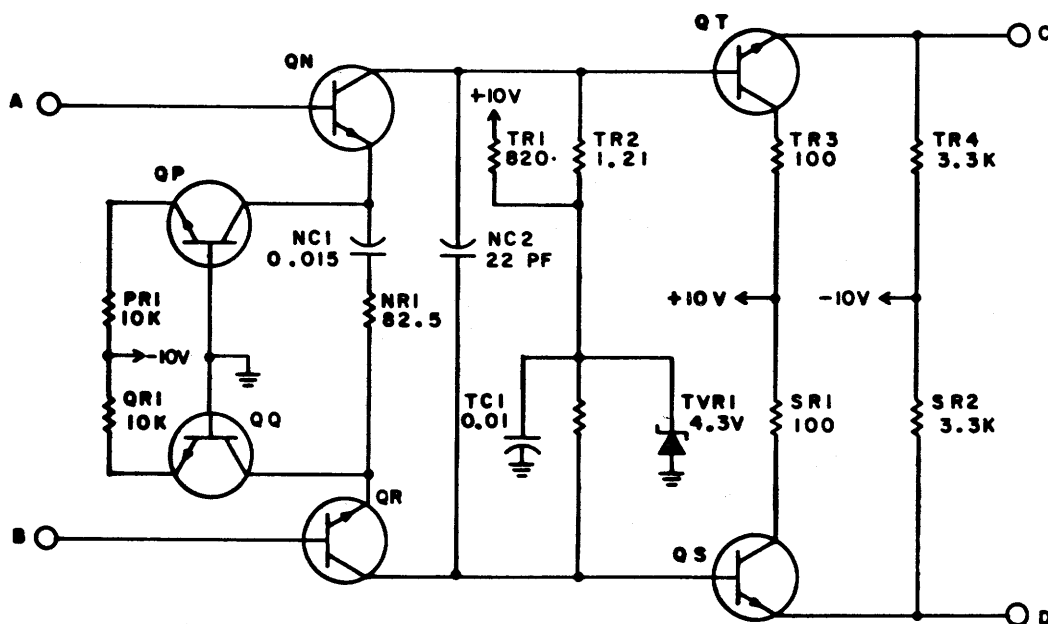 QT
C
QN
A
+10V
TR1
820.
TR2
1.21
TR3
100
TR4
3.3K
QP
NC1
0.015
NC2
22 PF
PR1
10K
NR1
82.5
+10V
-10V
-10V
QR1
10K
QQ
TC1
0.01
TVR1
4.3V
SR1
100
SR2
3.3K
QR
B
QS
D